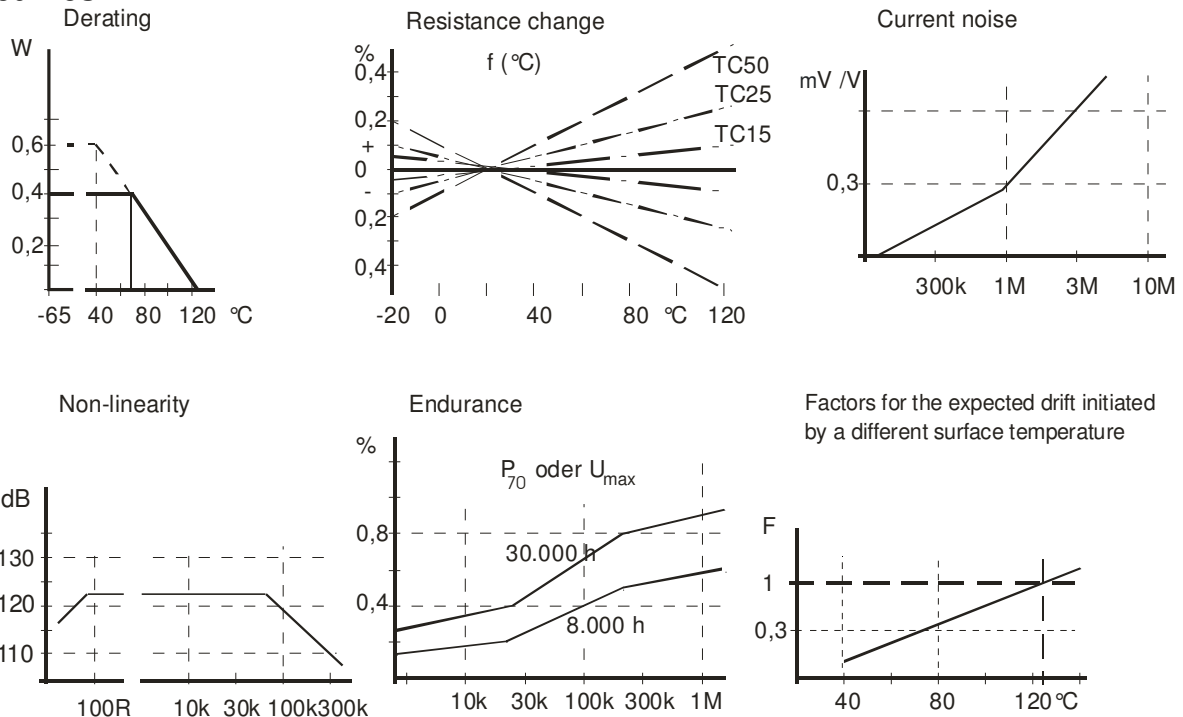 Derating
W
0,6
0,4
0,2
-65 40 80 120 °C
Resistance change
%
f (°C)
0,4
0,2
+
0
-
0,2
0,4
TC50
TC25
TC15
-20 0 40 80 °C 120
Current noise
mV /V
0,3
300k 1M 3M 10M
Non-linearity
dB
130
120
110
100R 10k 30k 100k 300k
Endurance
%
P70 oder Umax
0,8
30.000 h
0,4
8.000 h
10k 30k 100k 300k 1M
Factors for the expected drift initiated
by a different surface temperature
F
1
0,3
40 80 120 °C